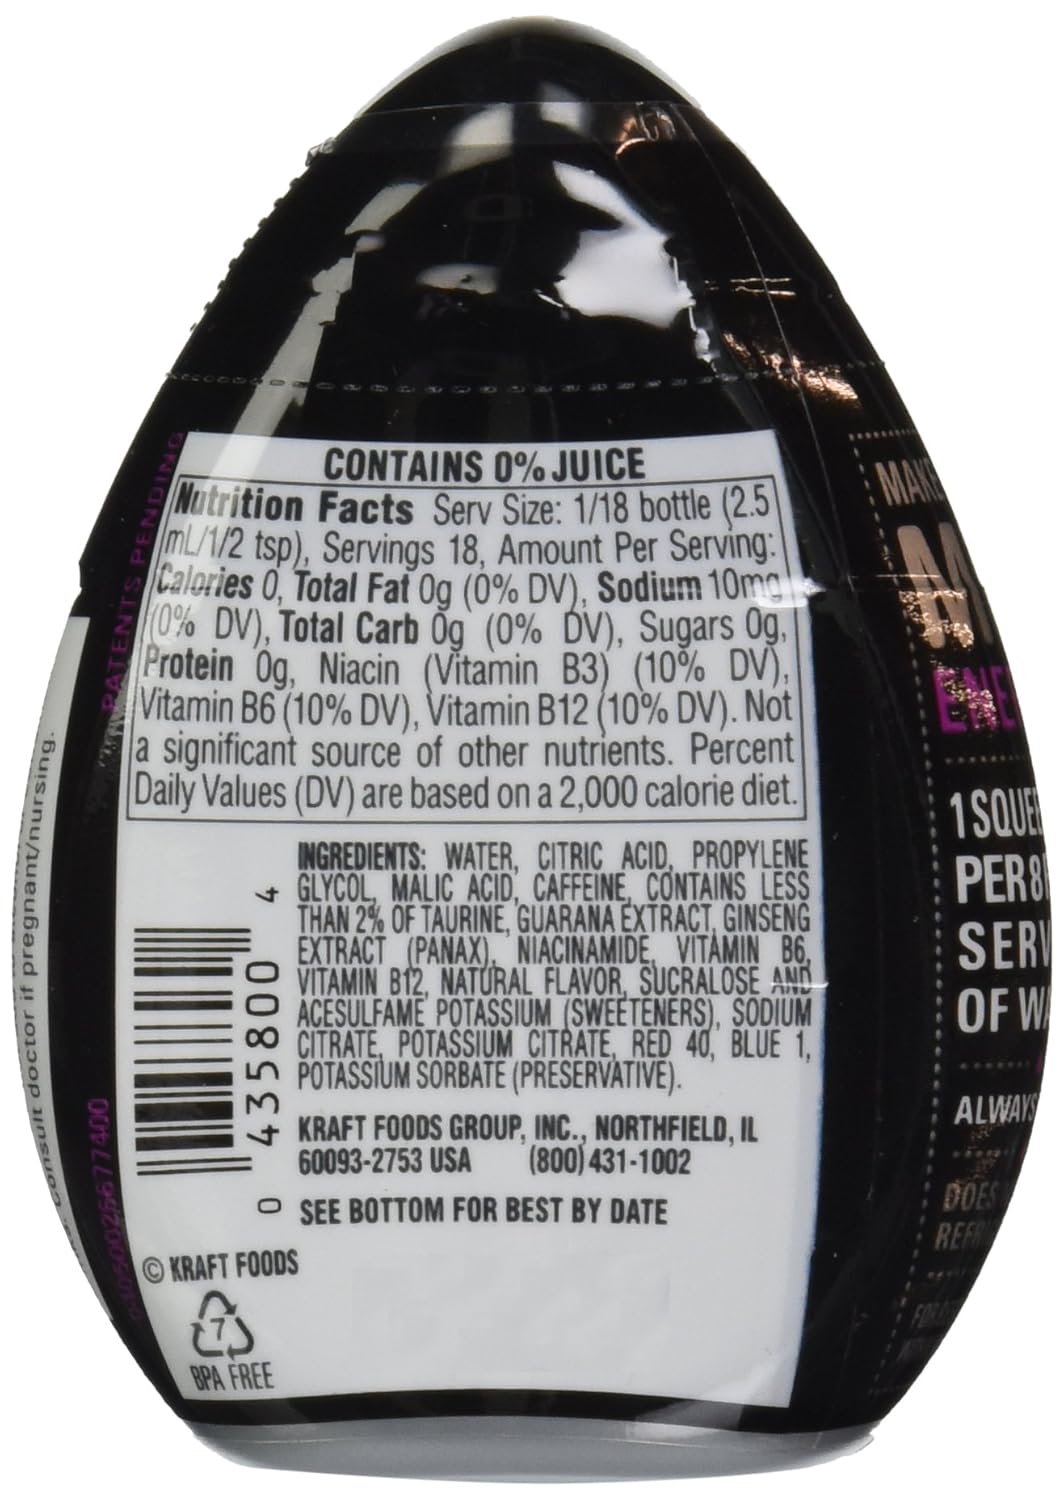 CONTAINS 0% JUICE
Nutrition Facts Serv Size: 1/18 bottle (2.5
mL/1/2 tsp), Servings 18, Amount Per Serving:
Calories 0, Total Fat 0g (0% DV), Sodium 10mg
(0% DV), Total Carb 0g (0% DV), Sugars 0g,
Protein 0g, Niacin (Vitamin B3) (10% DV),
Vitamin B6 (10% DV), Vitamin B12 (10% DV). Not
a significant source of other nutrients. Percent
Daily Values (DV) are based on a 2,000 calorie diet.
INGREDIENTS: WATER, CITRIC ACID, PROPYLENE
GLYCOL, MALIC ACID, CAFFEINE, CONTAINS LESS
THAN 2% OF TAURINE, GUARANA EXTRACT, GINSENG
EXTRACT (PANAX), NIACINAMIDE, VITAMIN B6,
VITAMIN B12, NATURAL FLAVOR, SUCRALOSE AND
ACESULFAME POTASSIUM (SWEETENERS), SODIUM
CITRATE, POTASSIUM CITRATE, RED 40, BLUE 1,
POTASSIUM SORBATE (PRESERVATIVE).
KRAFT FOODS GROUP, INC., NORTHFIELD, IL
60093-2753 USA (800) 431-1002
SEE BOTTOM FOR BEST BY DATE
0 435800 4
© KRAFT FOODS
7
BPA FREE
PATENTS PENDING
consult doctor if pregnant/nursing.
MAKE
ENE
1 SQUEE
PER 8
SERV
OF WA
ALWAYS
DOES
REFR